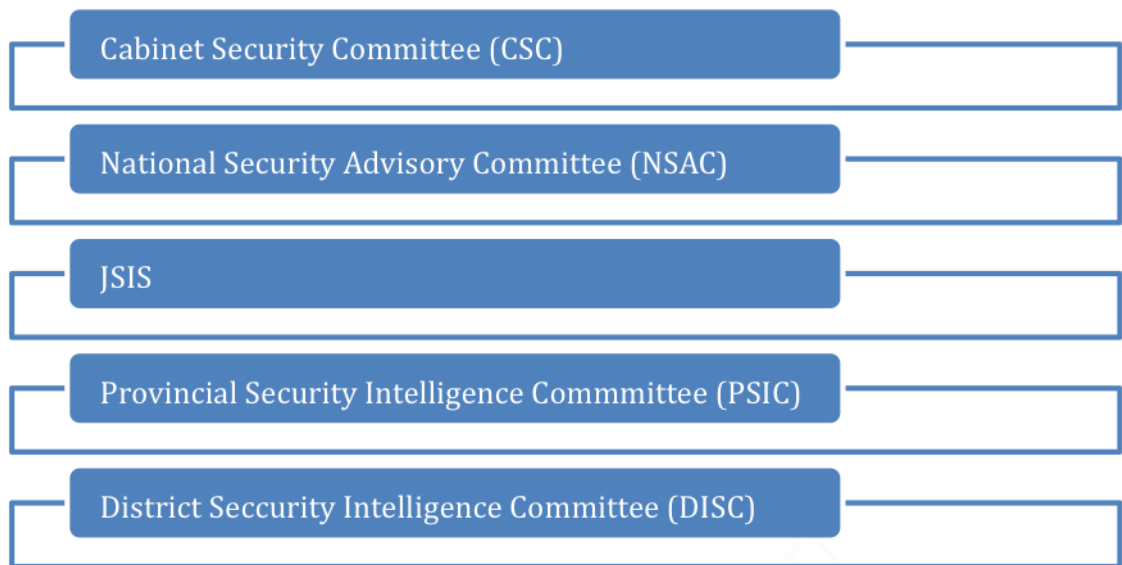 Cabinet Security Committee (CSC)
National Security Advisory Committee (NSAC)
JSIS
Provincial Security Intelligence Commmittee (PSIC)
District Seccurity Intelligence Committee (DISC)